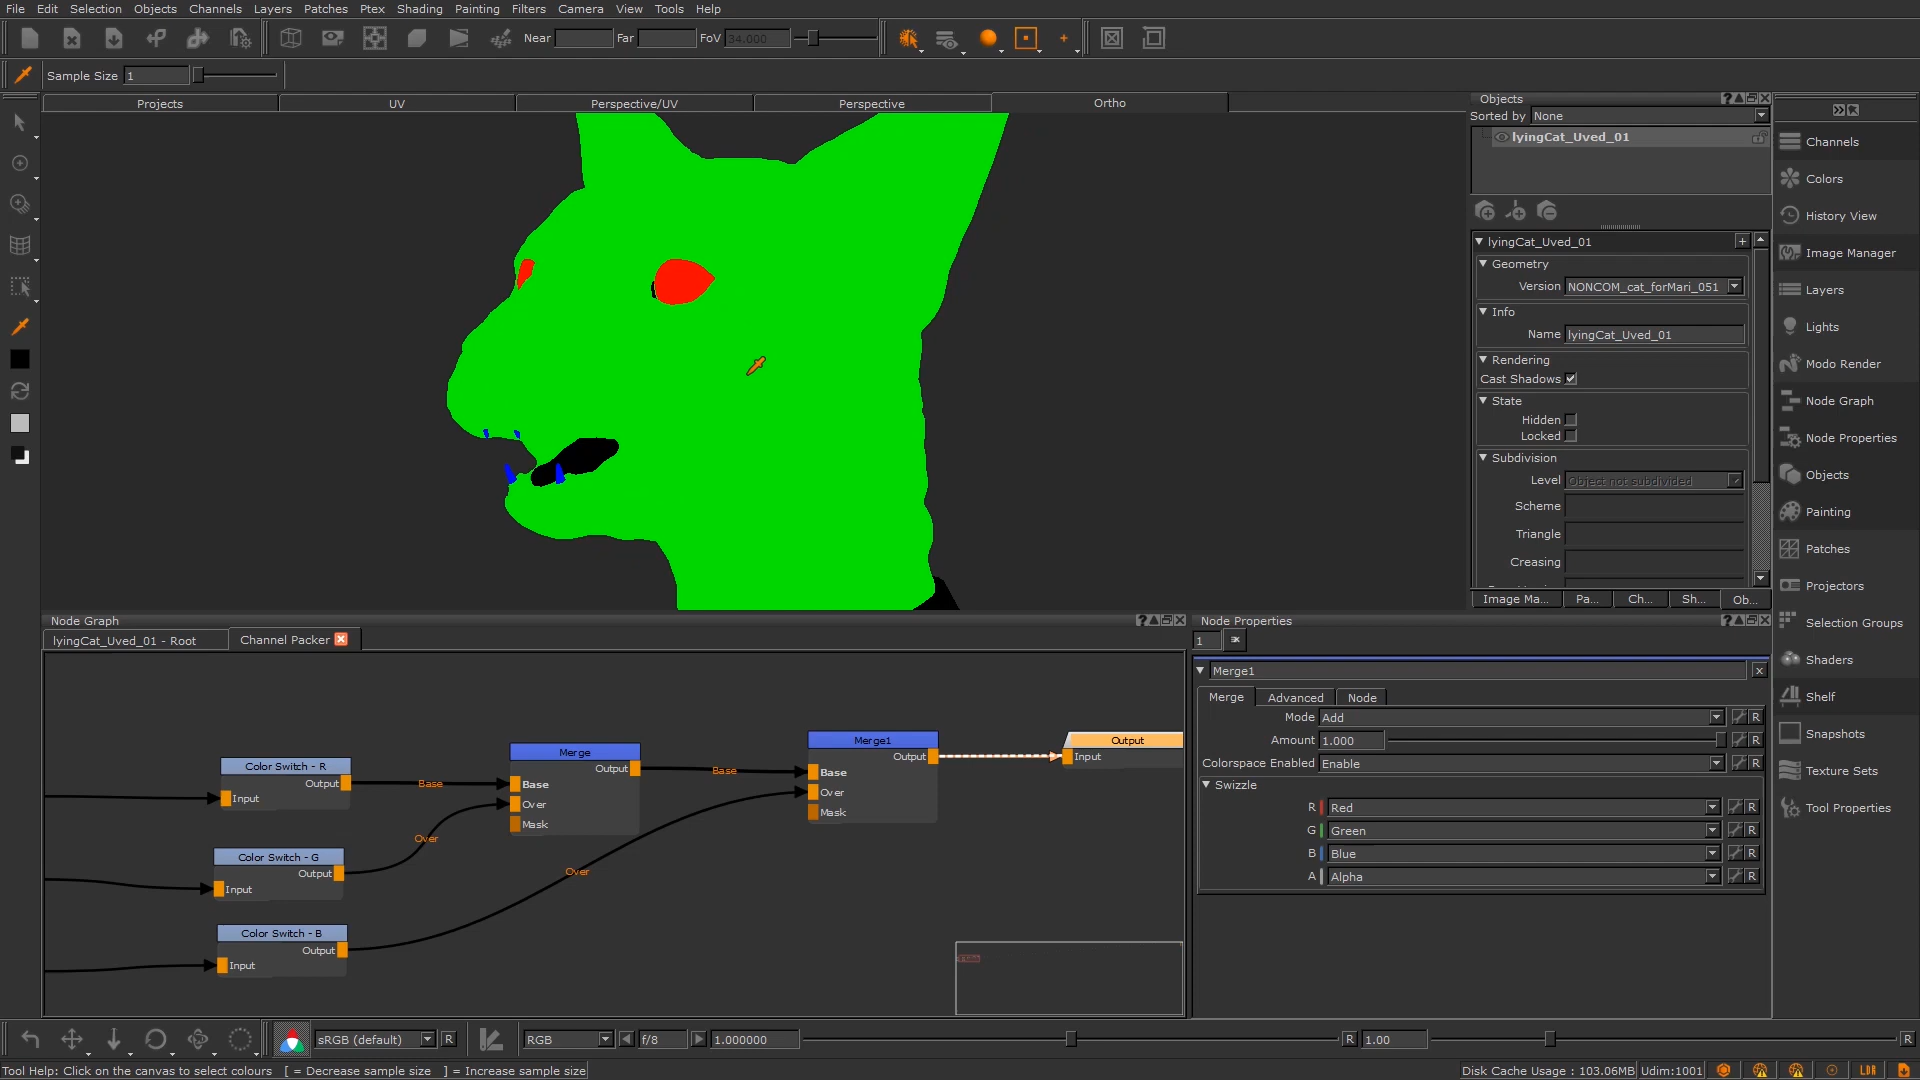 File Edit Selection Objects Channels Layers Patches Ptex Shading Painting Filters Camera View Tools Help
Near Far FoV 34.000
Sample Size 1
Projects UV Perspective/UV Perspective Ortho
Objects
Sorted by None
lyingCat_Uved_01
lyingCat_Uved_01
Geometry
Version NONCOM_cat_forMari_051
Info
Name lyingCat_Uved_01
Rendering
Cast Shadows
State
Hidden
Locked
Subdivision
Level Object not subdivided
Scheme
Triangle
Creasing
Image Ma... Pa... Ch... Sh... Ob...
Channels
Colors
History View
Image Manager
Layers
Lights
Modo Render
Node Graph
Node Properties
Objects
Painting
Patches
Projectors
Selection Groups
Shaders
Shelf
Snapshots
Texture Sets
Tool Properties
Node Graph
lyingCat_Uved_01 - Root Channel Packer
Color Switch - R
Output
Input
Color Switch - G
Output
Input
Color Switch - B
Output
Input
Base
Over
Over
Merge
Output
Base
Over
Mask
Base
Merge1
Output
Base
Over
Mask
Output
Input
Node Properties
1
Merge1
Merge Advanced Node
Mode Add R
Amount 1.000 R
Colorspace Enabled Enable R
Swizzle
R Red R
G Green R
B Blue R
A Alpha R
sRGB (default) R RGB f/8 1.000000 R 1.00 R
Tool Help: Click on the canvas to select colours [ = Decrease sample size ] = Increase sample size
Disk Cache Usage : 103.06MB Udim:1001 LDR